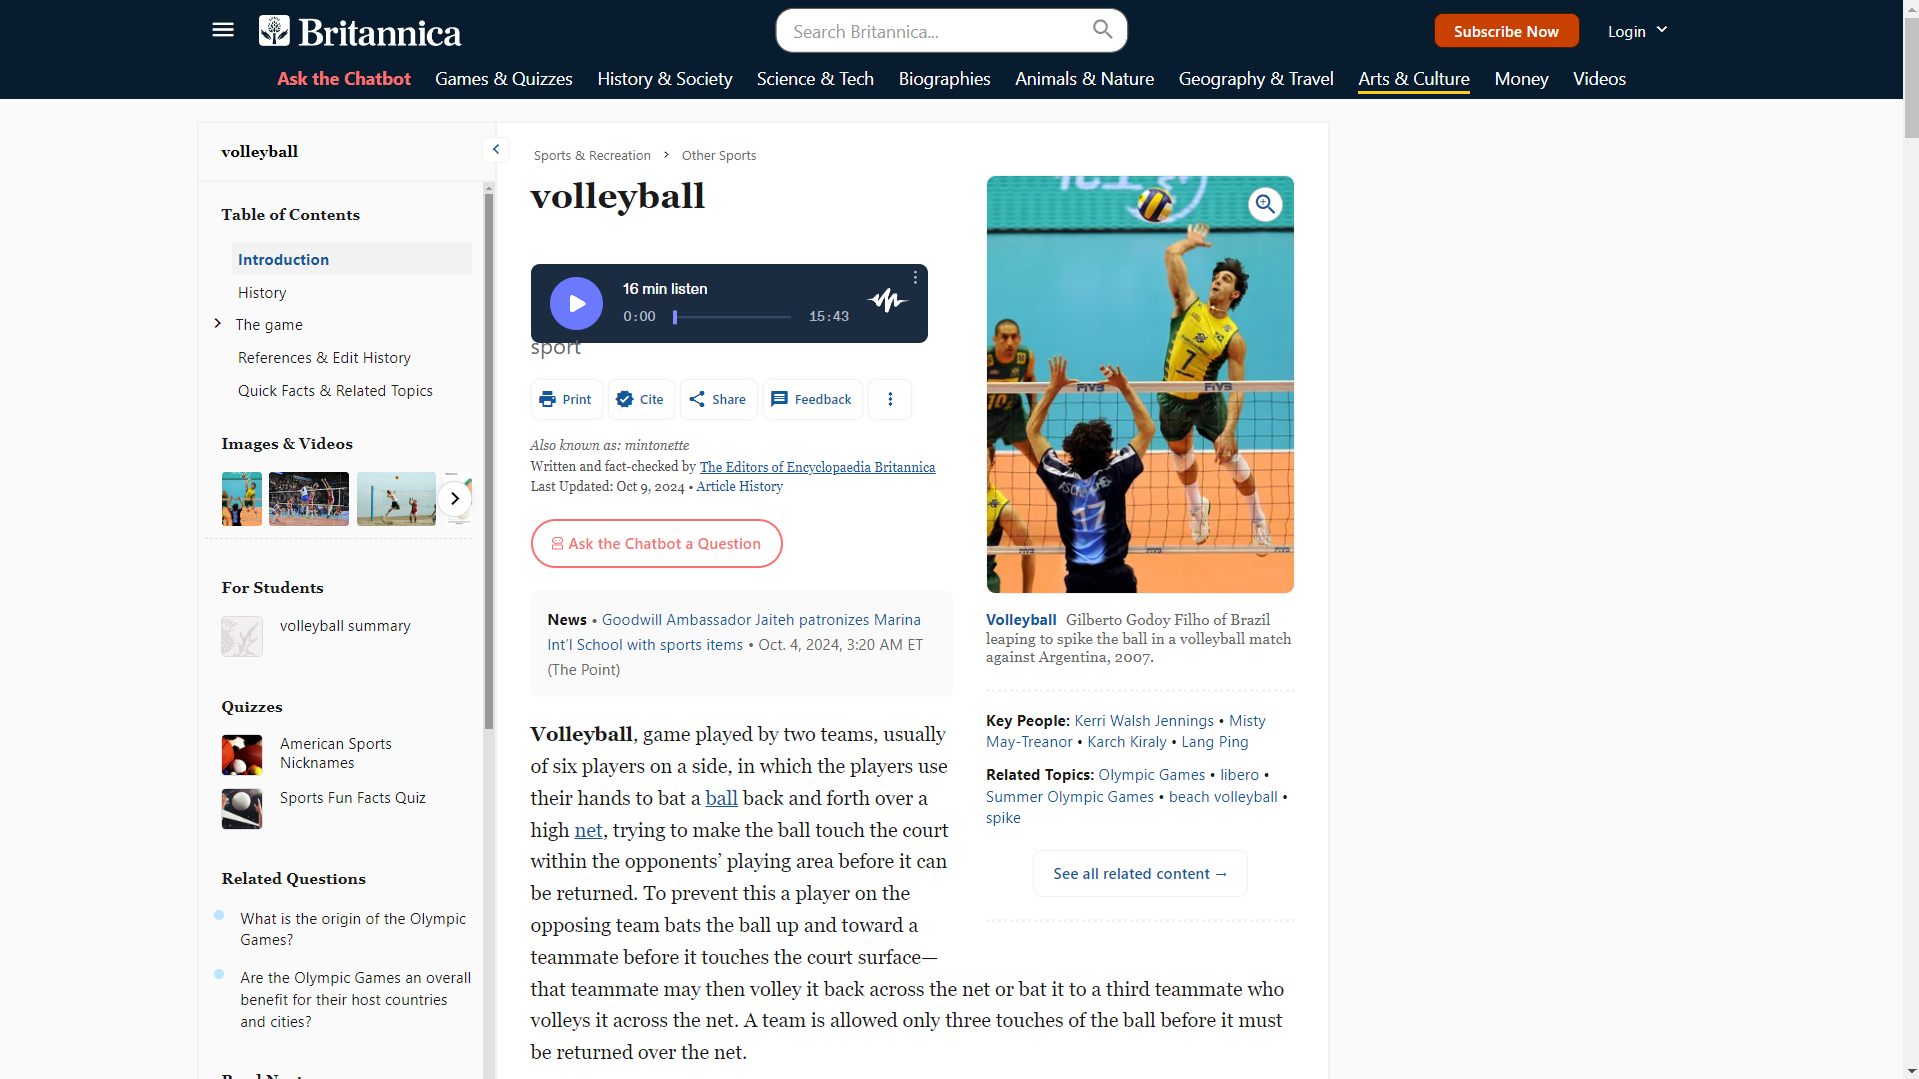 Britannica
Search Britannica...
Subscribe Now
Login
Ask the Chatbot
Games & Quizzes
History & Society
Science & Tech
Biographies
Animals & Nature
Geography & Travel
Arts & Culture
Money
Videos
volleyball
Table of Contents
Introduction
History
The game
References & Edit History
Quick Facts & Related Topics
Images & Videos
For Students
volleyball summary
Quizzes
American Sports
Nicknames
Sports Fun Facts Quiz
Related Questions
What is the origin of the Olympic
Games?
Are the Olympic Games an overall
benefit for their host countries
and cities?
Sports & Recreation > Other Sports
volleyball
16 min listen
0:00
15:43
sport
Print
Cite
Share
Feedback
Also known as: mintonette
Written and fact-checked by The Editors of Encyclopaedia Britannica
Last Updated: Oct 9, 2024 • Article History
Ask the Chatbot a Question
News • Goodwill Ambassador Jaiteh patronizes Marina
Int'l School with sports items • Oct. 4, 2024, 3:20 AM ET
(The Point)
Volleyball, game played by two teams, usually
of six players on a side, in which the players use
their hands to bat a ball back and forth over a
high net, trying to make the ball touch the court
within the opponents’ playing area before it can
be returned. To prevent this a player on the
opposing team bats the ball up and toward a
teammate before it touches the court surface—
that teammate may then volley it back across the net or bat it to a third teammate who
volleys it across the net. A team is allowed only three touches of the ball before it must
be returned over the net.
FIVB
FIVB
7
17
Volleyball Gilberto Godoy Filho of Brazil
leaping to spike the ball in a volleyball match
against Argentina, 2007.
Key People: Kerri Walsh Jennings • Misty
May-Treanor • Karch Kiraly • Lang Ping
Related Topics: Olympic Games • libero •
Summer Olympic Games • beach volleyball •
spike
See all related content →